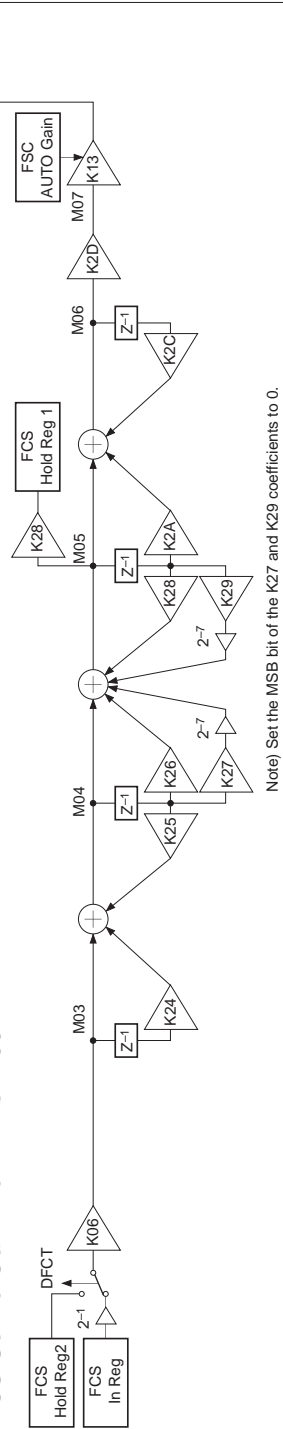 FCS
Hold Reg2
FCS
In Reg
2⁻¹
DFCT
K06
M03
Z⁻¹
K24
M04
Z⁻¹
K25
K26
K27
2⁻⁷
M05
Z⁻¹
K28
K29
2⁻⁷
K2A
K28
FCS
Hold Reg 1
M06
Z⁻¹
K2C
K2D
M07
K13
FSC
AUTO Gain
Note) Set the MSB bit of the K27 and K29 coefficients to 0.